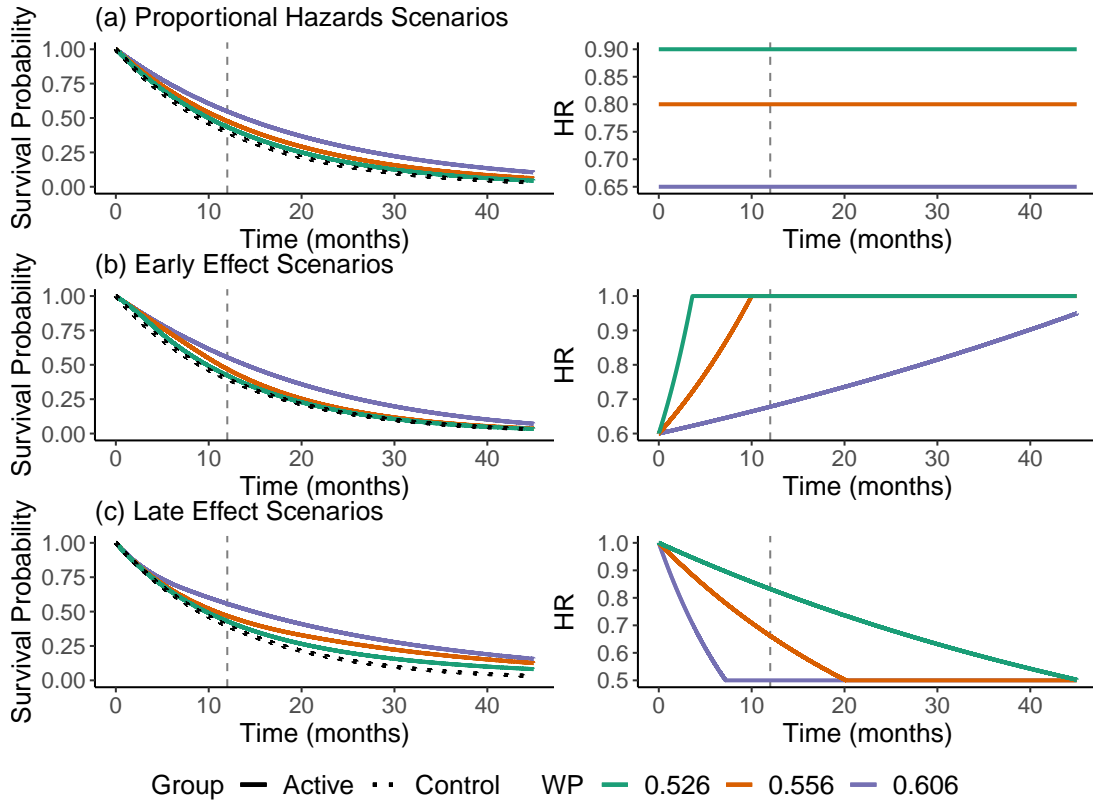 (a) Proportional Hazards Scenarios
Survival Probability
1.00
0.75
0.50
0.25
0.00
0 10 20 30 40
Time (months)
HR
0.90
0.85
0.80
0.75
0.70
0.65
0 10 20 30 40
Time (months)
(b) Early Effect Scenarios
Survival Probability
1.00
0.75
0.50
0.25
0.00
0 10 20 30 40
Time (months)
HR
1.0
0.9
0.8
0.7
0.6
0 10 20 30 40
Time (months)
(c) Late Effect Scenarios
Survival Probability
1.00
0.75
0.50
0.25
0.00
0 10 20 30 40
Time (months)
HR
1.0
0.9
0.8
0.7
0.6
0.5
0 10 20 30 40
Time (months)
Group Active Control WP 0.526 0.556 0.606